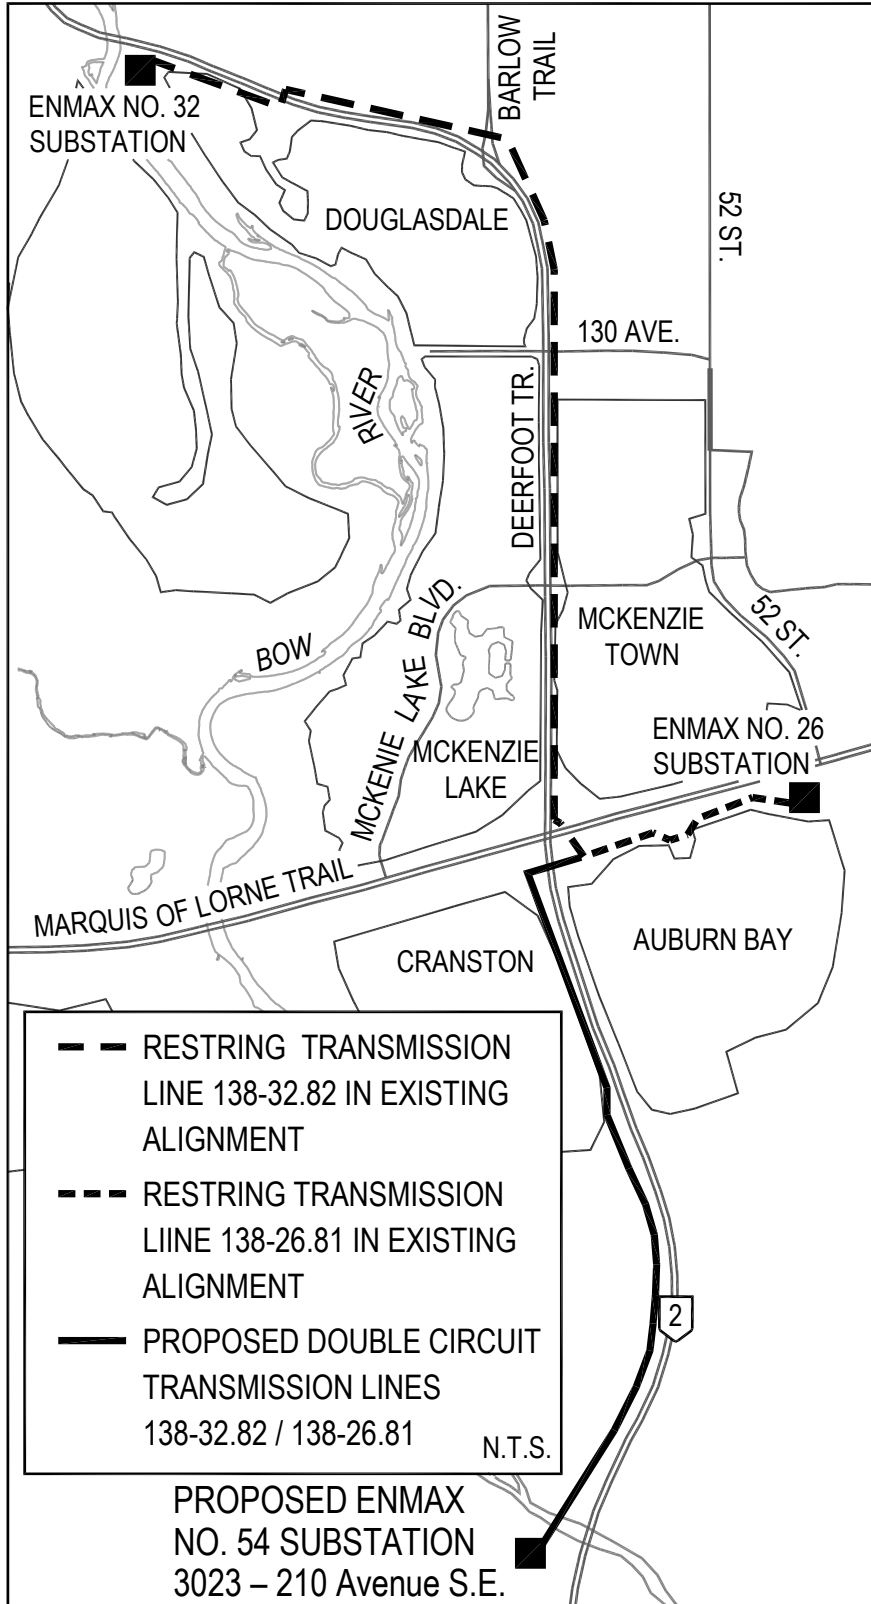 BARLOW
TRAIL
ENMAX NO. 32
SUBSTATION
DOUGLASDALE
52 ST.
130 AVE.
RIVER
DEERFOOT TR.
BOW
MCKENIE LAKE BLVD.
MCKENZIE
TOWN
52 ST.
ENMAX NO. 26
SUBSTATION
MCKENZIE
LAKE
MARQUIS OF LORNE TRAIL
CRANSTON
AUBURN BAY
RESTRING TRANSMISSION
LINE 138-32.82 IN EXISTING
ALIGNMENT
RESTRING TRANSMISSION
LIINE 138-26.81 IN EXISTING
ALIGNMENT
PROPOSED DOUBLE CIRCUIT
TRANSMISSION LINES
138-32.82 / 138-26.81
N.T.S.
2
PROPOSED ENMAX
NO. 54 SUBSTATION
3023 – 210 Avenue S.E.